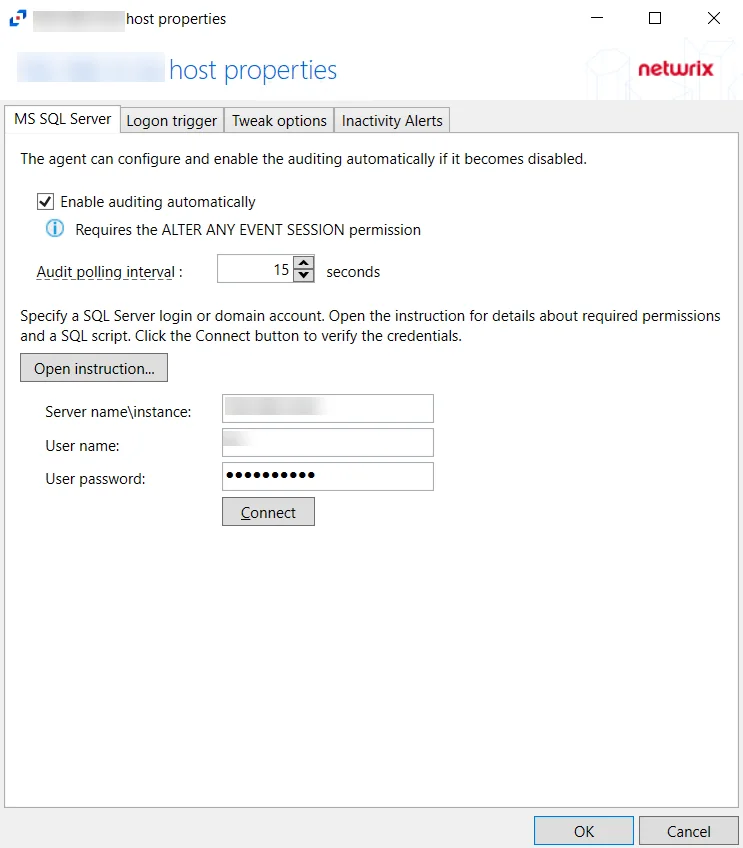 host properties
host properties
netwrix
MS SQL Server
Logon trigger
Tweak options
Inactivity Alerts
The agent can configure and enable the auditing automatically if it becomes disabled.
Enable auditing automatically
Requires the ALTER ANY EVENT SESSION permission
Audit polling interval :
15
seconds
Specify a SQL Server login or domain account. Open the instruction for details about required permissions
and a SQL script. Click the Connect button to verify the credentials.
Open instruction...
Server name\instance:
User name:
User password:
••••••••••
Connect
OK
Cancel